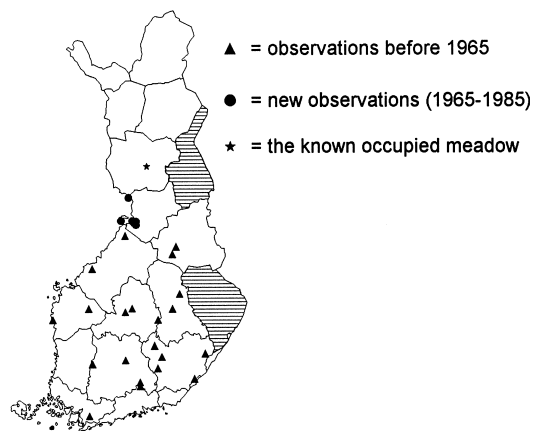 ▲ = observations before 1965
● = new observations (1965-1985)
★ = the known occupied meadow